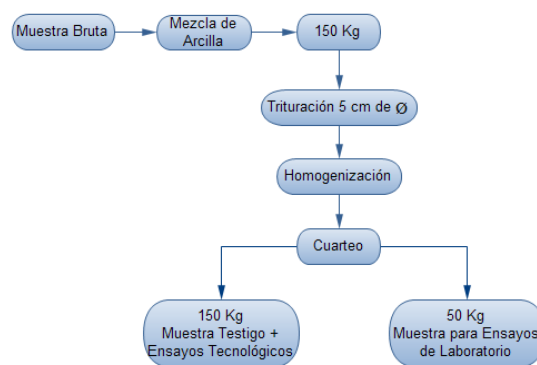 Muestra Bruta
Mezcla de
Arcilla
150 Kg
Trituración 5 cm de Ø
Homogenización
Cuarteo
150 Kg
Muestra Testigo +
Ensayos Tecnológicos
50 Kg
Muestra para Ensayos
de Laboratorio